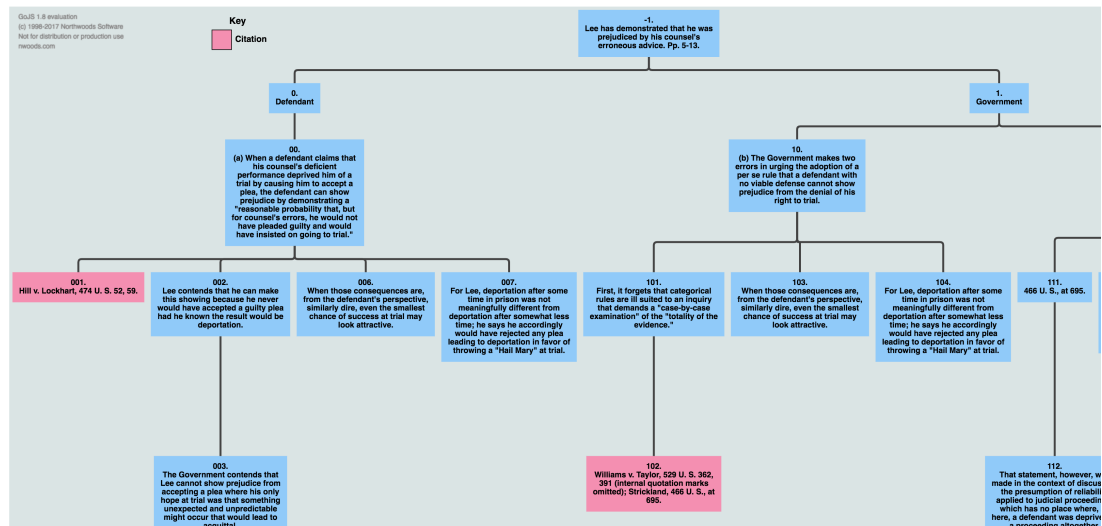 GoJS 1.8 evaluation
(c) 1998-2017 Northwoods Software
Not for distribution or production use
nwoods.com
Key
Citation
-1.
Lee has demonstrated that he was
prejudiced by his counsel's
erroneous advice. Pp. 5-13.
0.
Defendant
1.
Government
00.
(a) When a defendant claims that
his counsel's deficient
performance deprived him of a
trial by causing him to accept a
plea, the defendant can show
prejudice by demonstrating a
"reasonable probability that, but
for counsel's errors, he would not
have pleaded guilty and would
have insisted on going to trial."
10.
(b) The Government makes two
errors in urging the adoption of a
per se rule that a defendant with
no viable defense cannot show
prejudice from the denial of his
right to trial.
001.
Hill v. Lockhart, 474 U. S. 52, 59.
002.
Lee contends that he can make
this showing because he never
would have accepted a guilty plea
had he known the result would be
deportation.
006.
When those consequences are,
from the defendant's perspective,
similarly dire, even the smallest
chance of success at trial may
look attractive.
007.
For Lee, deportation after some
time in prison was not
meaningfully different from
deportation after somewhat less
time; he says he accordingly
would have rejected any plea
leading to deportation in favor of
throwing a "Hail Mary" at trial.
101.
First, it forgets that categorical
rules are ill suited to an inquiry
that demands a "case-by-case
examination" of the "totality of the
evidence."
103.
When those consequences are,
from the defendant's perspective,
similarly dire, even the smallest
chance of success at trial may
look attractive.
104.
For Lee, deportation after some
time in prison was not
meaningfully different from
deportation after somewhat less
time; he says he accordingly
would have rejected any plea
leading to deportation in favor of
throwing a "Hail Mary" at trial.
111.
466 U. S., at 695.
003.
The Government contends that
Lee cannot show prejudice from
accepting a plea where his only
hope at trial was that something
unexpected and unpredictable
might occur that would lead to
acquittal.
102.
Williams v. Taylor, 529 U. S. 362,
391 (internal quotation marks
omitted); Strickland, 466 U. S., at
695.
112.
That statement, however,
made in the context of
the presumption of
applied to judicial
which has no place where,
here, a defendant was
a proceeding altogether